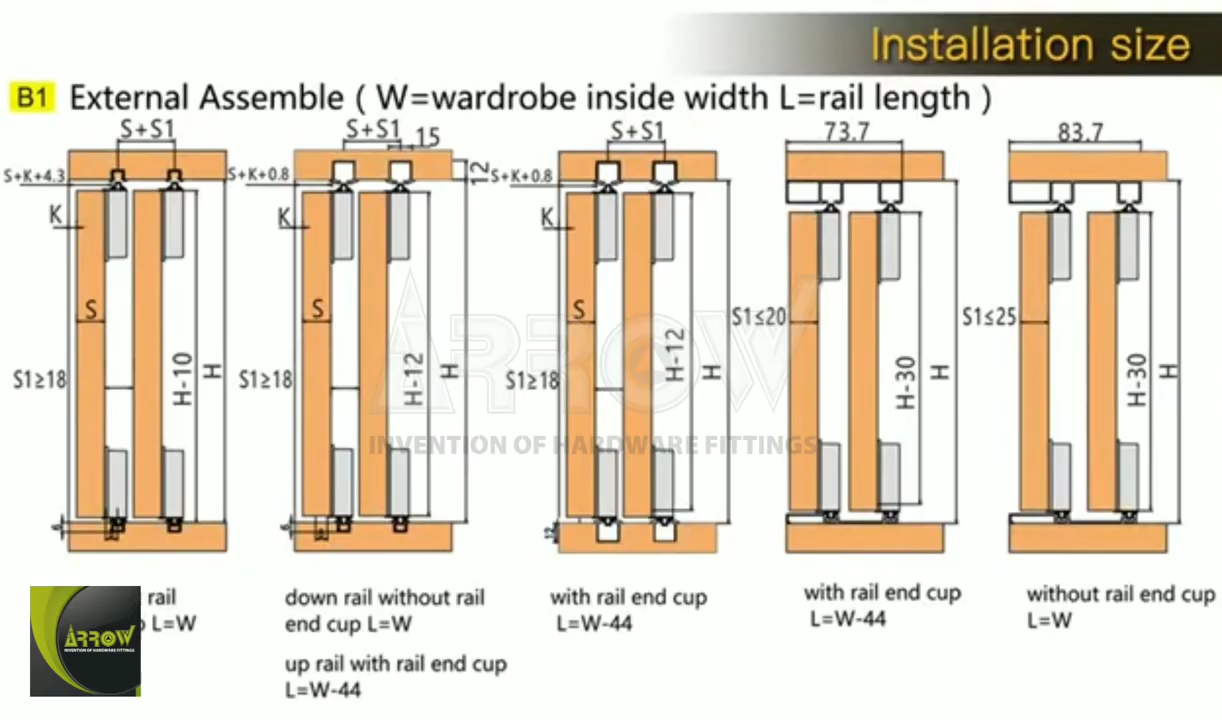 Installation size
B1 External Assemble ( W=wardrobe inside width L=rail length )
S+S1
S+K+4.3
K
S
S1≥18
H-10
H
6
rail
L=W
S+S1
15
12
S+K+0.8
K
S
S1≥18
H-12
H
6
down rail without rail
end cup L=W
up rail with rail end cup
L=W-44
S+S1
S+K+0.8
K
S
S1≥18
H-12
H
12
with rail end cup
L=W-44
73.7
S1≤20
H-30
H
with rail end cup
L=W-44
83.7
S1≤25
H-30
H
without rail end cup
L=W
ARROW
INVENTION OF HARDWARE FITTINGS
ARROW
INVENTION OF HARDWARE FITTINGS